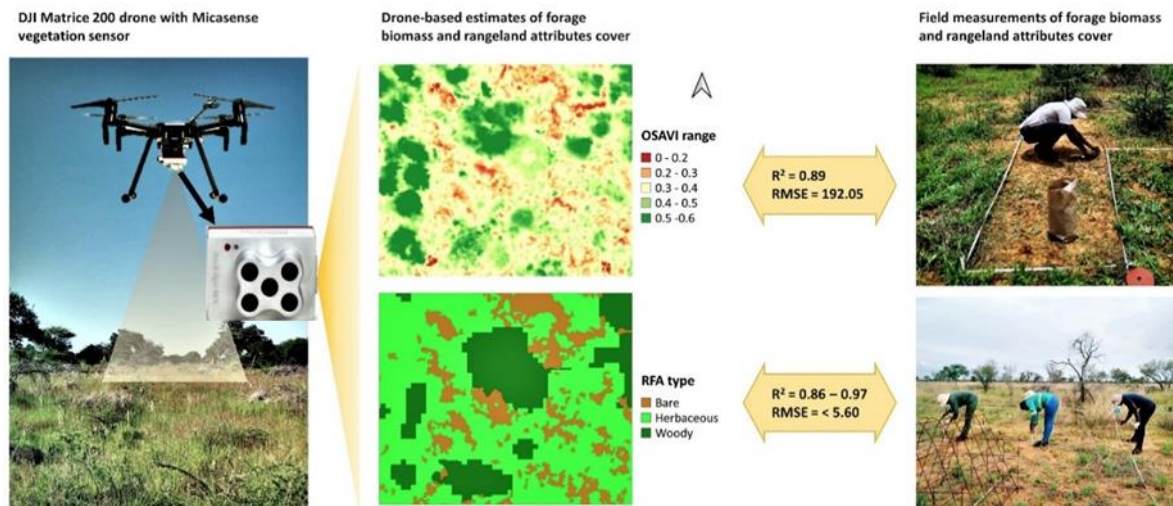 DJI Matrice 200 drone with Micasense
vegetation sensor
Drone-based estimates of forage
biomass and rangeland attributes cover
Field measurements of forage biomass
and rangeland attributes cover
OSAVI range
0 - 0.2
0.2 - 0.3
0.3 - 0.4
0.4 - 0.5
0.5 -0.6
R² = 0.89
RMSE = 192.05
RFA type
Bare
Herbaceous
Woody
R² = 0.86 – 0.97
RMSE = < 5.60